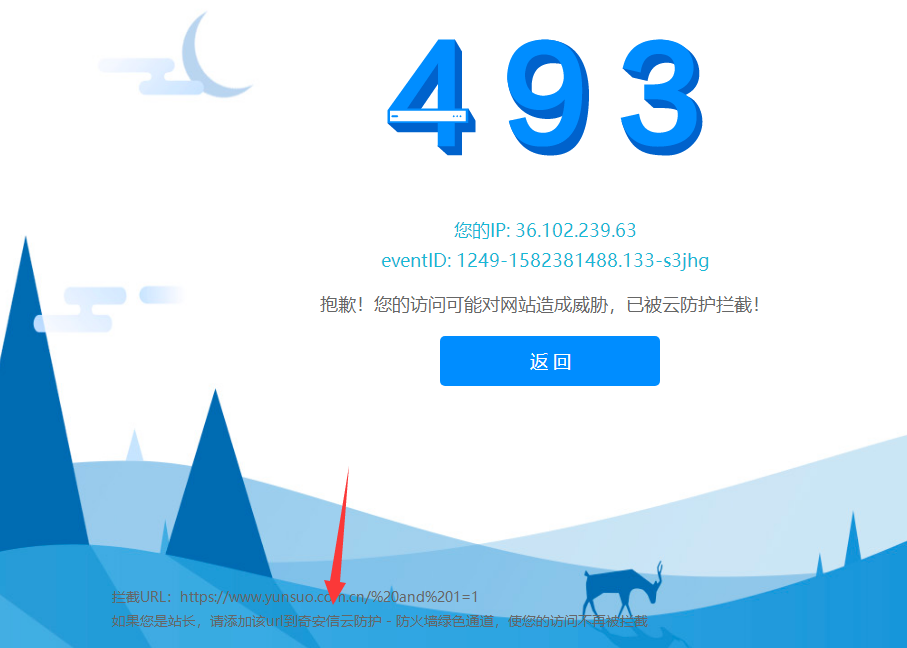 493
您的IP: 36.102.239.63
eventID: 1249-1582381488.133-s3jhg
抱歉！您的访问可能对网站造成威胁，已被云防护拦截！
返 回
拦截URL：https://www.yunsuo.com.cn/%20and%201=1
如果您是站长，请添加该url到奇安信云防护 - 防火墙绿色通道，使您的访问不再被拦截